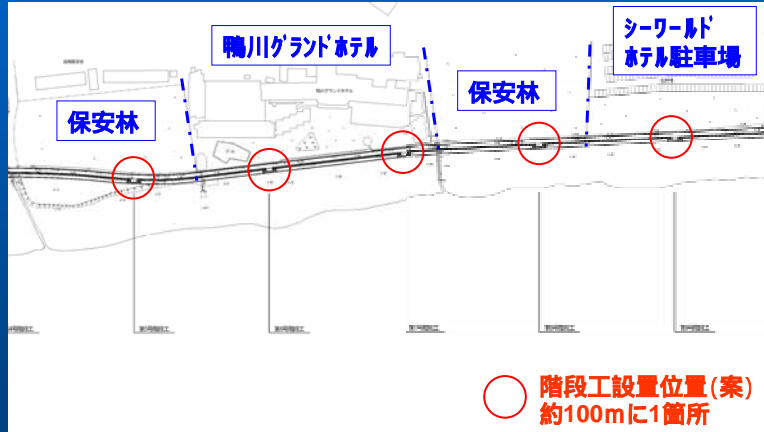 鴨川グランドホテル
シーワールド
ホテル駐車場
保安林
保安林
階段工設置位置(案)
約100mに1箇所